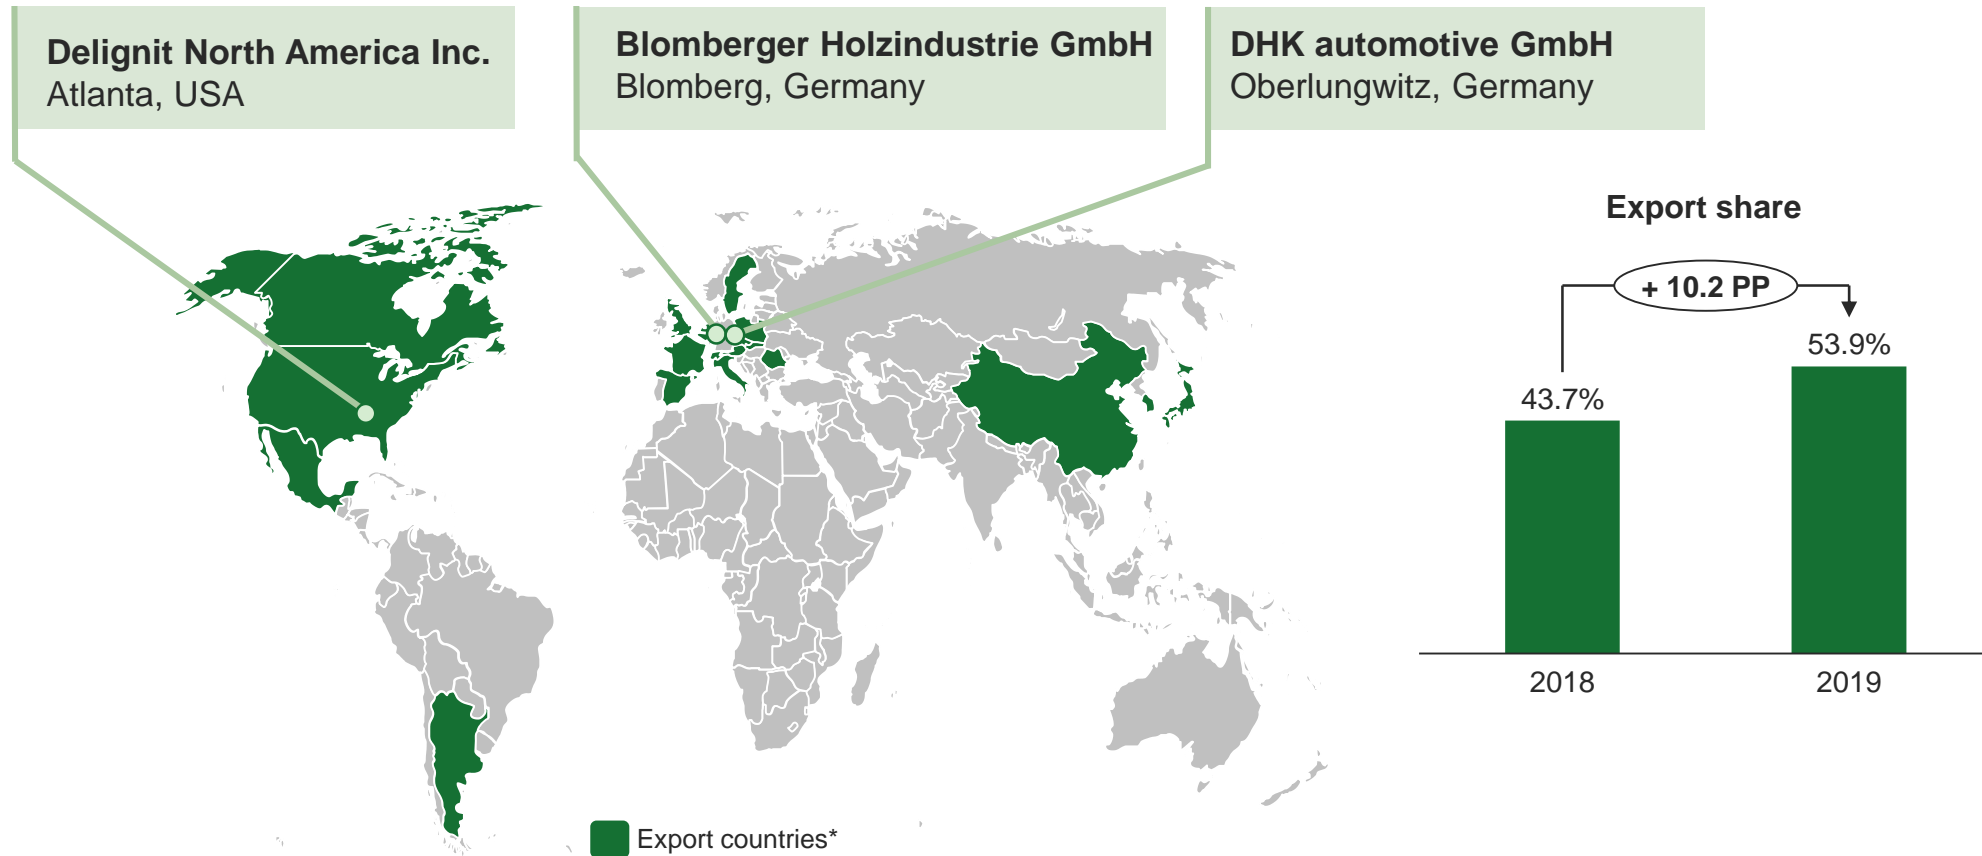 Delignit North America Inc.
Atlanta, USA
Blomberger Holzindustrie GmbH
Blomberg, Germany
DHK automotive GmbH
Oberlungwitz, Germany
Export share
+ 10.2 PP
43.7%
53.9%
2018
2019
Export countries*